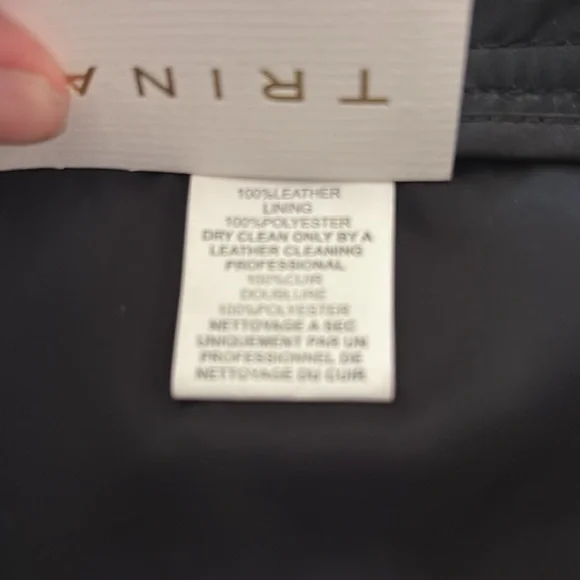 TRINA
100%LEATHER
LINING
100%POLYESTER
DRY CLEAN ONLY BY A
LEATHER CLEANING
PROFESSIONAL
100%CUIR
DOUBLURE
100%POLYESTER
NETTOYAGE A SEC
UNIQUEMENT PAR UN
PROFESSIONNEL DE
NETTOYAGE DU CUIR